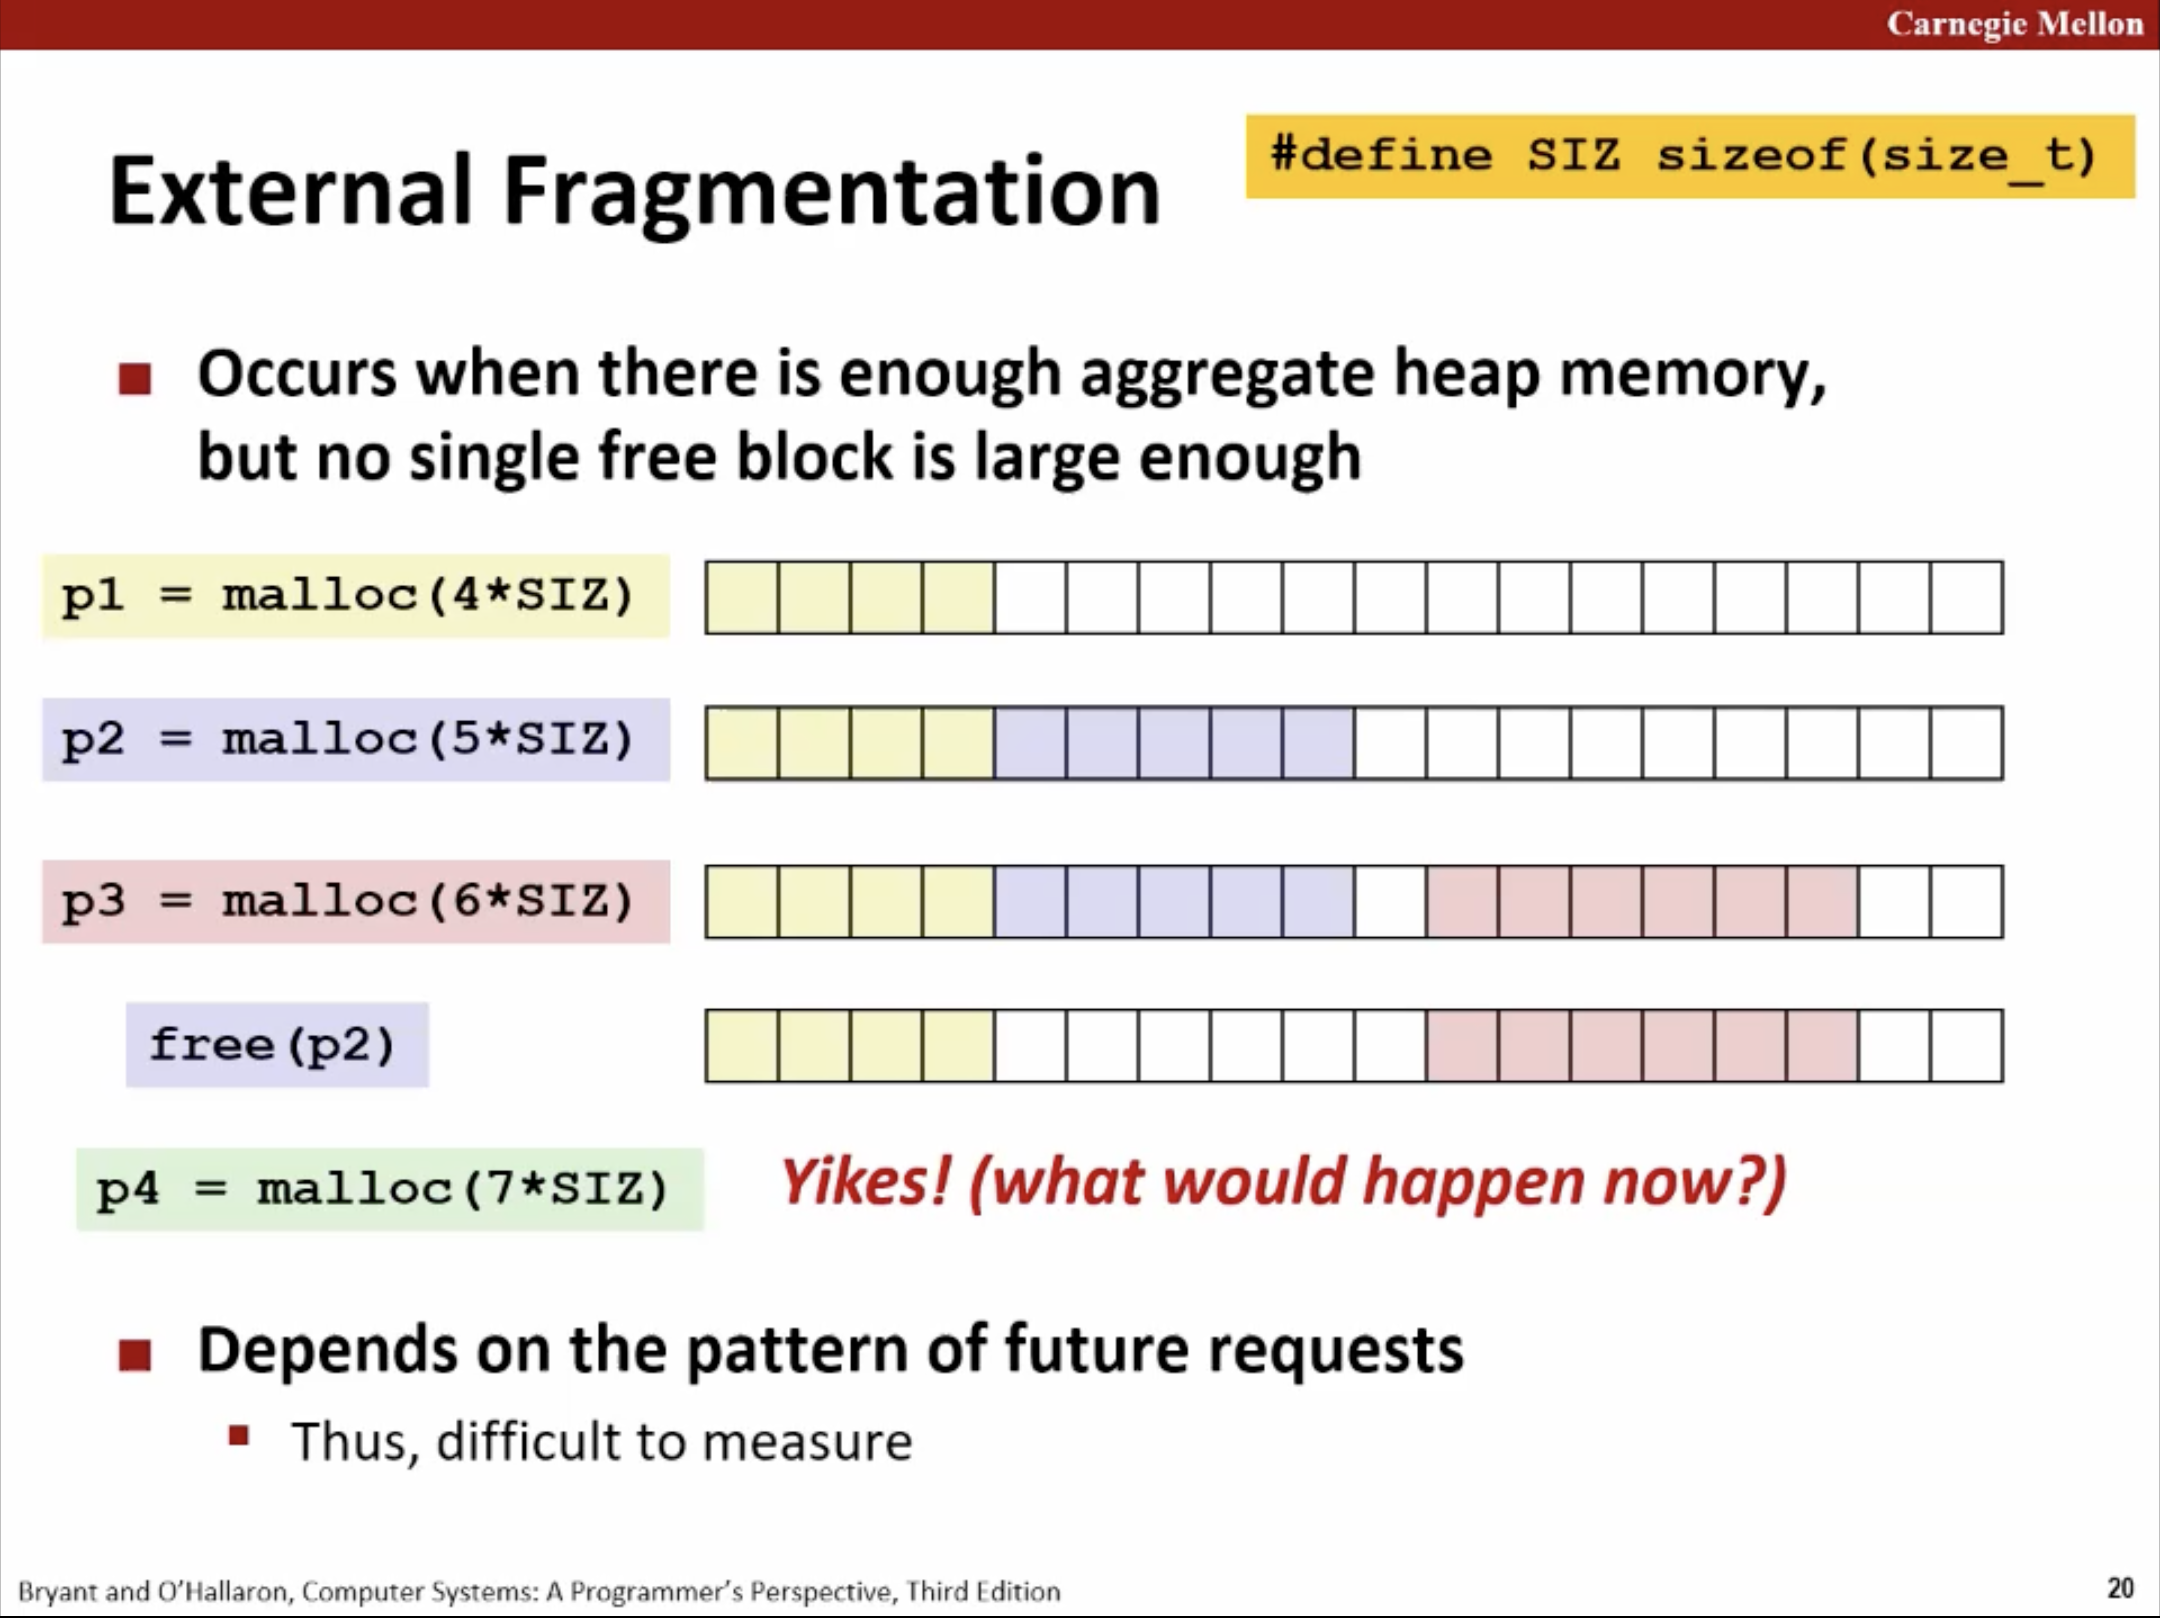 Carnegie Mellon
External Fragmentation
#define SIZ sizeof(size_t)
■ Occurs when there is enough aggregate heap memory,
but no single free block is large enough
p1 = malloc(4*SIZ)
p2 = malloc(5*SIZ)
p3 = malloc(6*SIZ)
free(p2)
p4 = malloc(7*SIZ)
Yikes! (what would happen now?)
■ Depends on the pattern of future requests
▪ Thus, difficult to measure
Bryant and O'Hallaron, Computer Systems: A Programmer's Perspective, Third Edition
20